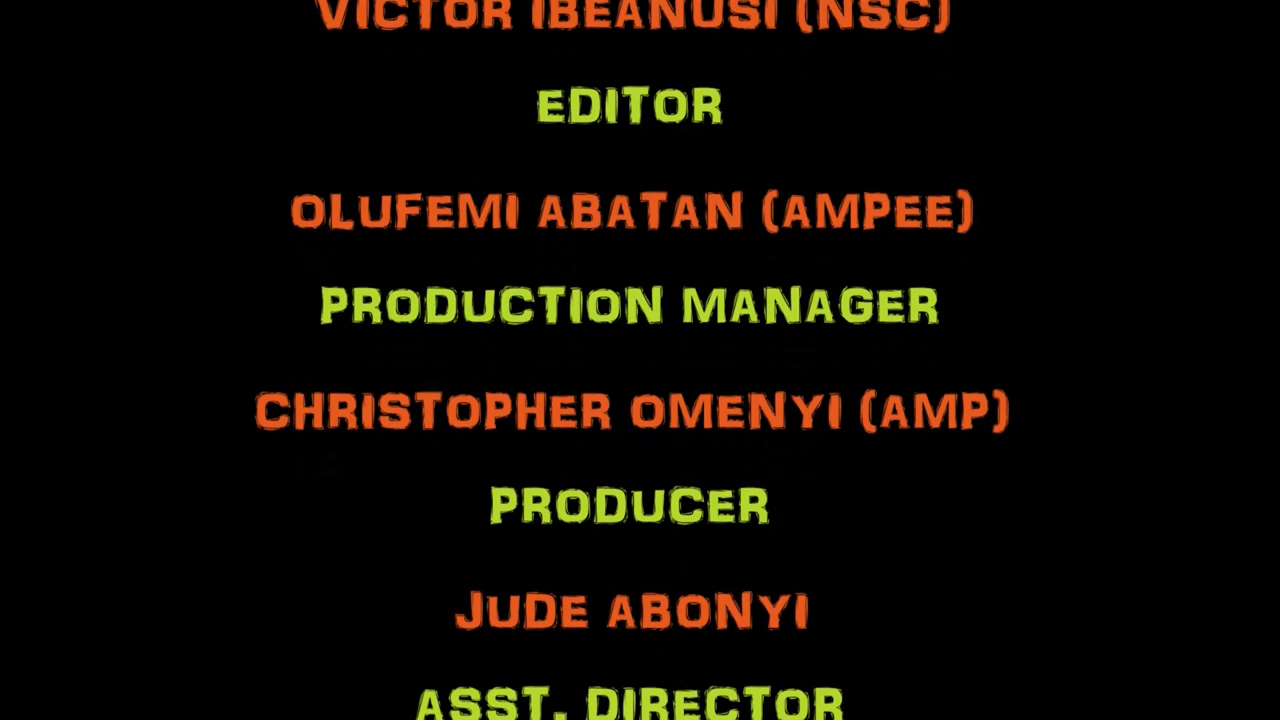 VICTOR IBEANUSI (NSC)
EDITOR
OLUFEMI ABATAN (AMPEE)
PRODUCTION MANAGER
CHRISTOPHER OMENYI (AMP)
PRODUCER
JUDE ABONYI
ASST. DIRECTOR